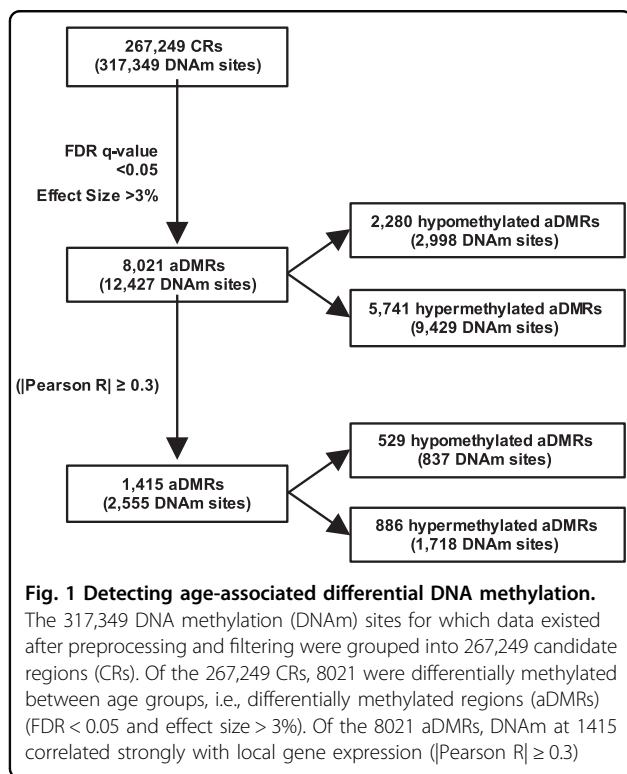 267,249 CRs
(317,349 DNAm sites)
FDR q-value
<0.05
Effect Size >3%
2,280 hypomethylated aDMRs
(2,998 DNAm sites)
8,021 aDMRs
(12,427 DNAm sites)
5,741 hypermethylated aDMRs
(9,429 DNAm sites)
(|Pearson R| ≥ 0.3)
529 hypomethylated aDMRs
(837 DNAm sites)
1,415 aDMRs
(2,555 DNAm sites)
886 hypermethylated aDMRs
(1,718 DNAm sites)
Fig. 1 Detecting age-associated differential DNA methylation.
The 317,349 DNA methylation (DNAm) sites for which data existed
after preprocessing and filtering were grouped into 267,249 candidate
regions (CRs). Of the 267,249 CRs, 8021 were differentially methylated
between age groups, i.e., differentially methylated regions (aDMRs)
(FDR < 0.05 and effect size > 3%). Of the 8021 aDMRs, DNAm at 1415
correlated strongly with local gene expression (|Pearson R| ≥ 0.3)